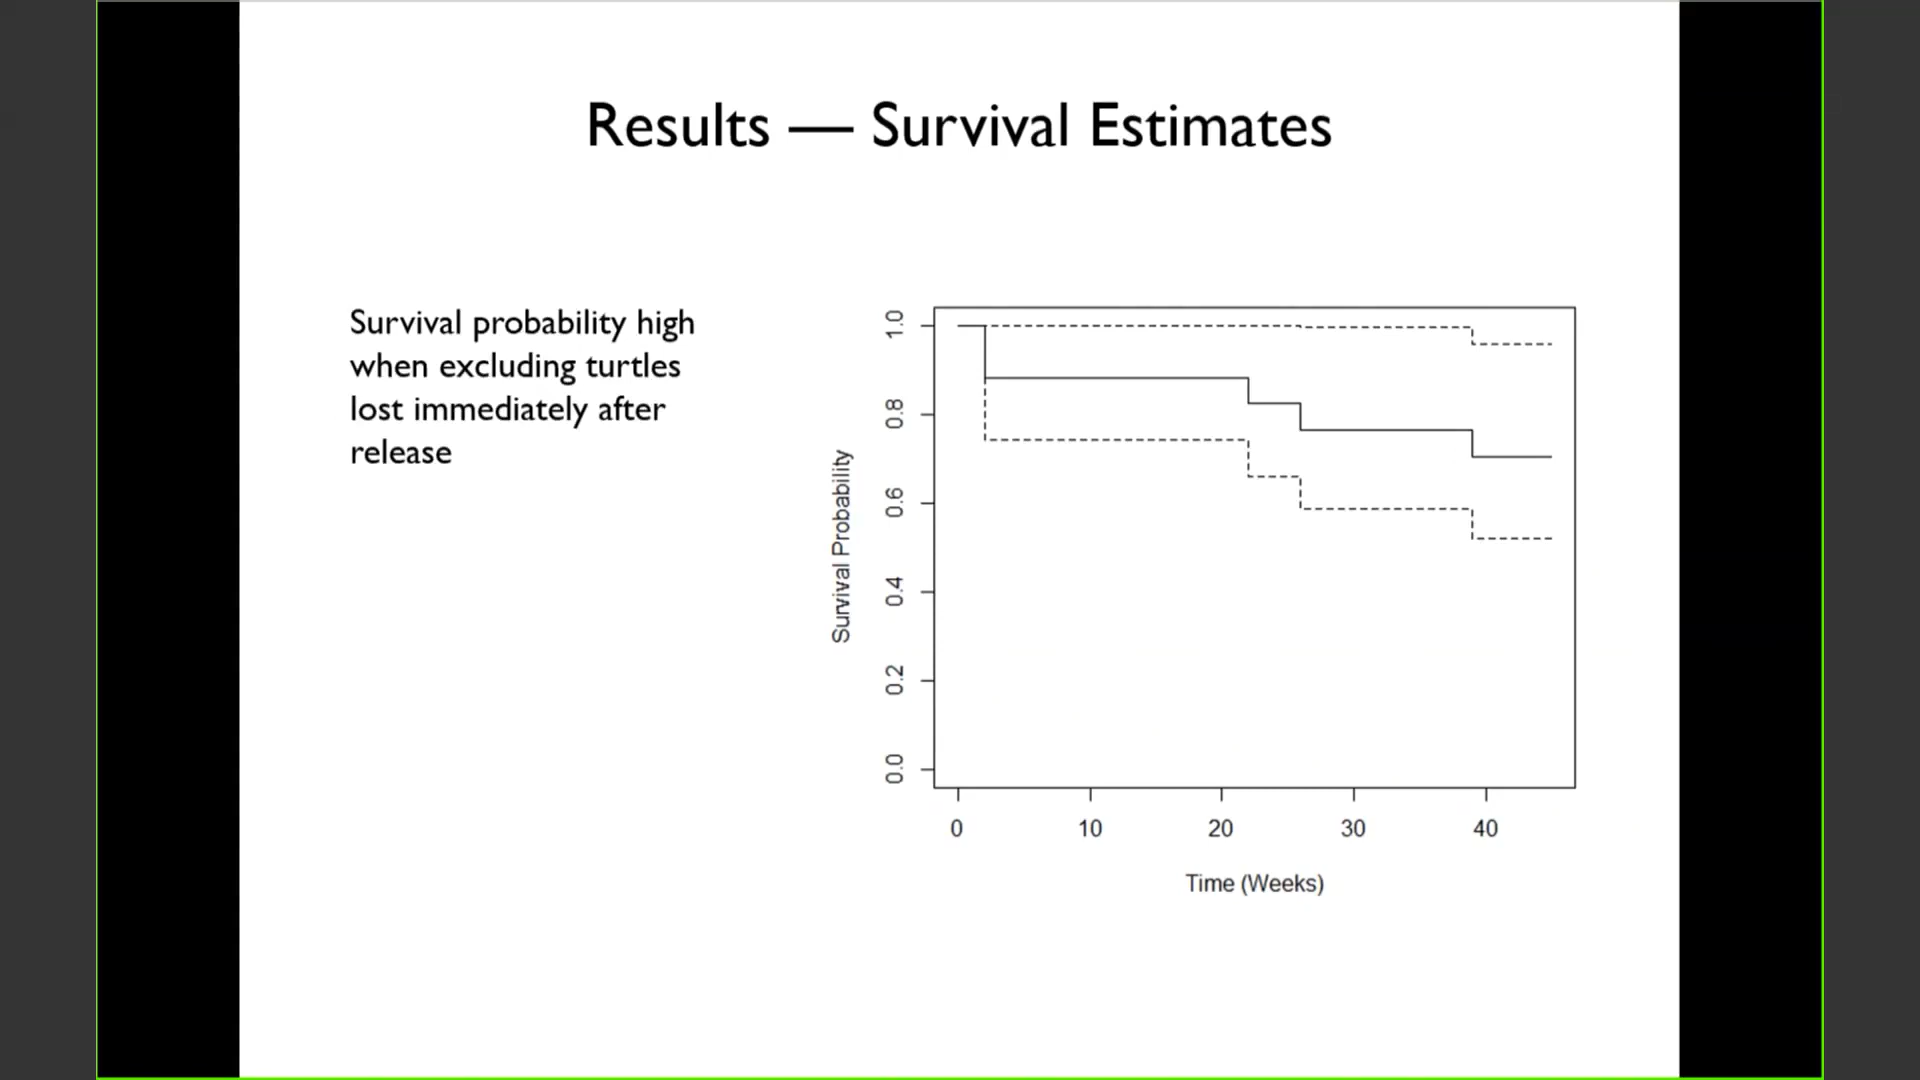 Results — Survival Estimates
Survival probability high
when excluding turtles
lost immediately after
release
Survival Probability
1.0
0.8
0.6
0.4
0.2
0.0
0 10 20 30 40
Time (Weeks)